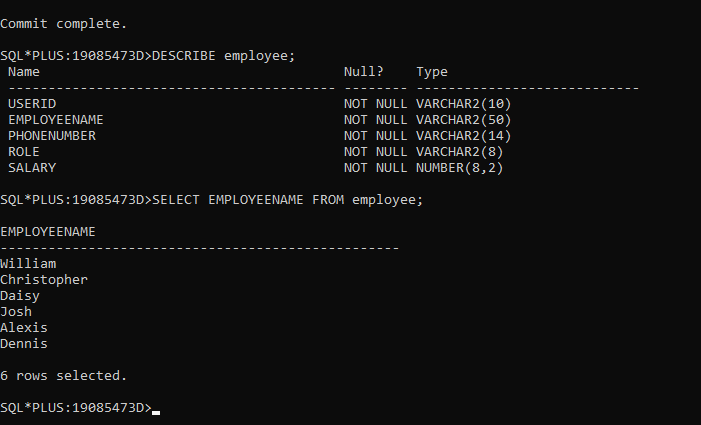 Commit complete.
SQL*PLUS:19085473D>DESCRIBE employee;
Name Null? Type
----------------------------------------- -------- ----------------------------
USERID NOT NULL VARCHAR2(10)
EMPLOYEENAME NOT NULL VARCHAR2(50)
PHONENUMBER NOT NULL VARCHAR2(14)
ROLE NOT NULL VARCHAR2(8)
SALARY NOT NULL NUMBER(8,2)
SQL*PLUS:19085473D>SELECT EMPLOYEENAME FROM employee;
EMPLOYEENAME
--------------------------------------------------
William
Christopher
Daisy
Josh
Alexis
Dennis
6 rows selected.
SQL*PLUS:19085473D>